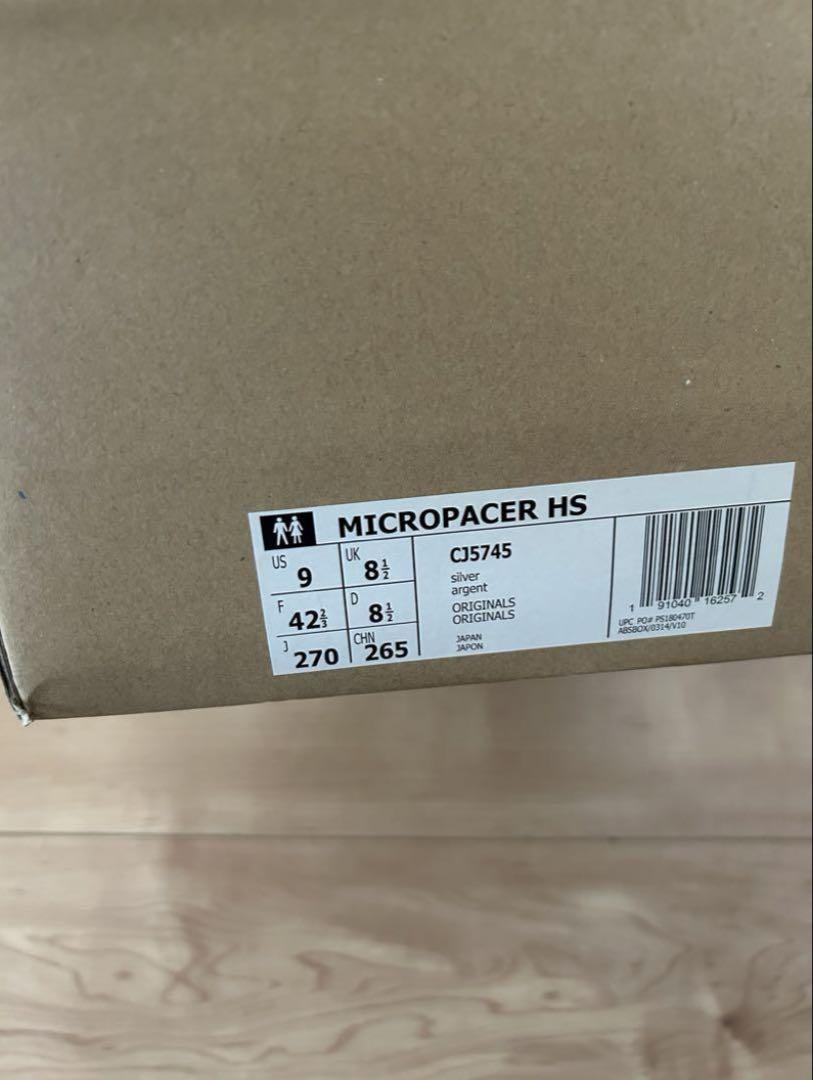 MICROPACER HS
US 9 UK 8½
F 42⅔ D 8½
J 270 CHN 265
CJ5745
silver
argent
ORIGINALS
ORIGINALS
JAPAN
JAPON
1 91040 16257 2
UPC PO# PS180470T
ABSBOX/0314/V10